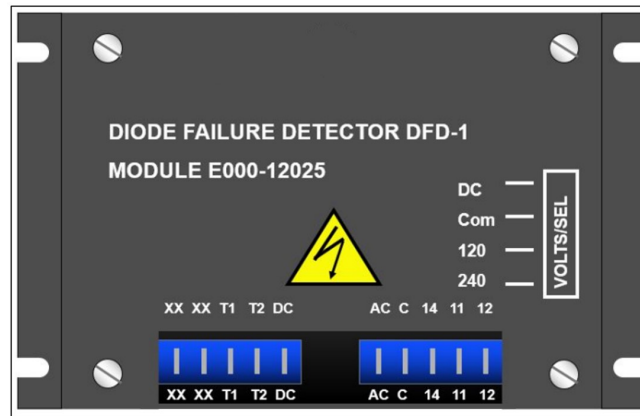 DIODE FAILURE DETECTOR DFD-1
MODULE E000-12025
DC
Com
120
240
VOLTS/SEL
XX XX T1 T2 DC AC C 14 11 12
XX XX T1 T2 DC AC C 14 11 12